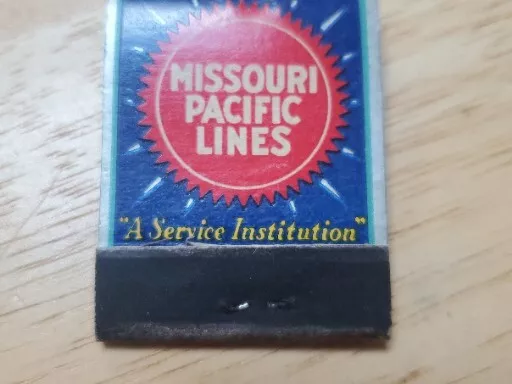 MISSOURI
PACIFIC
LINES
"A Service Institution"